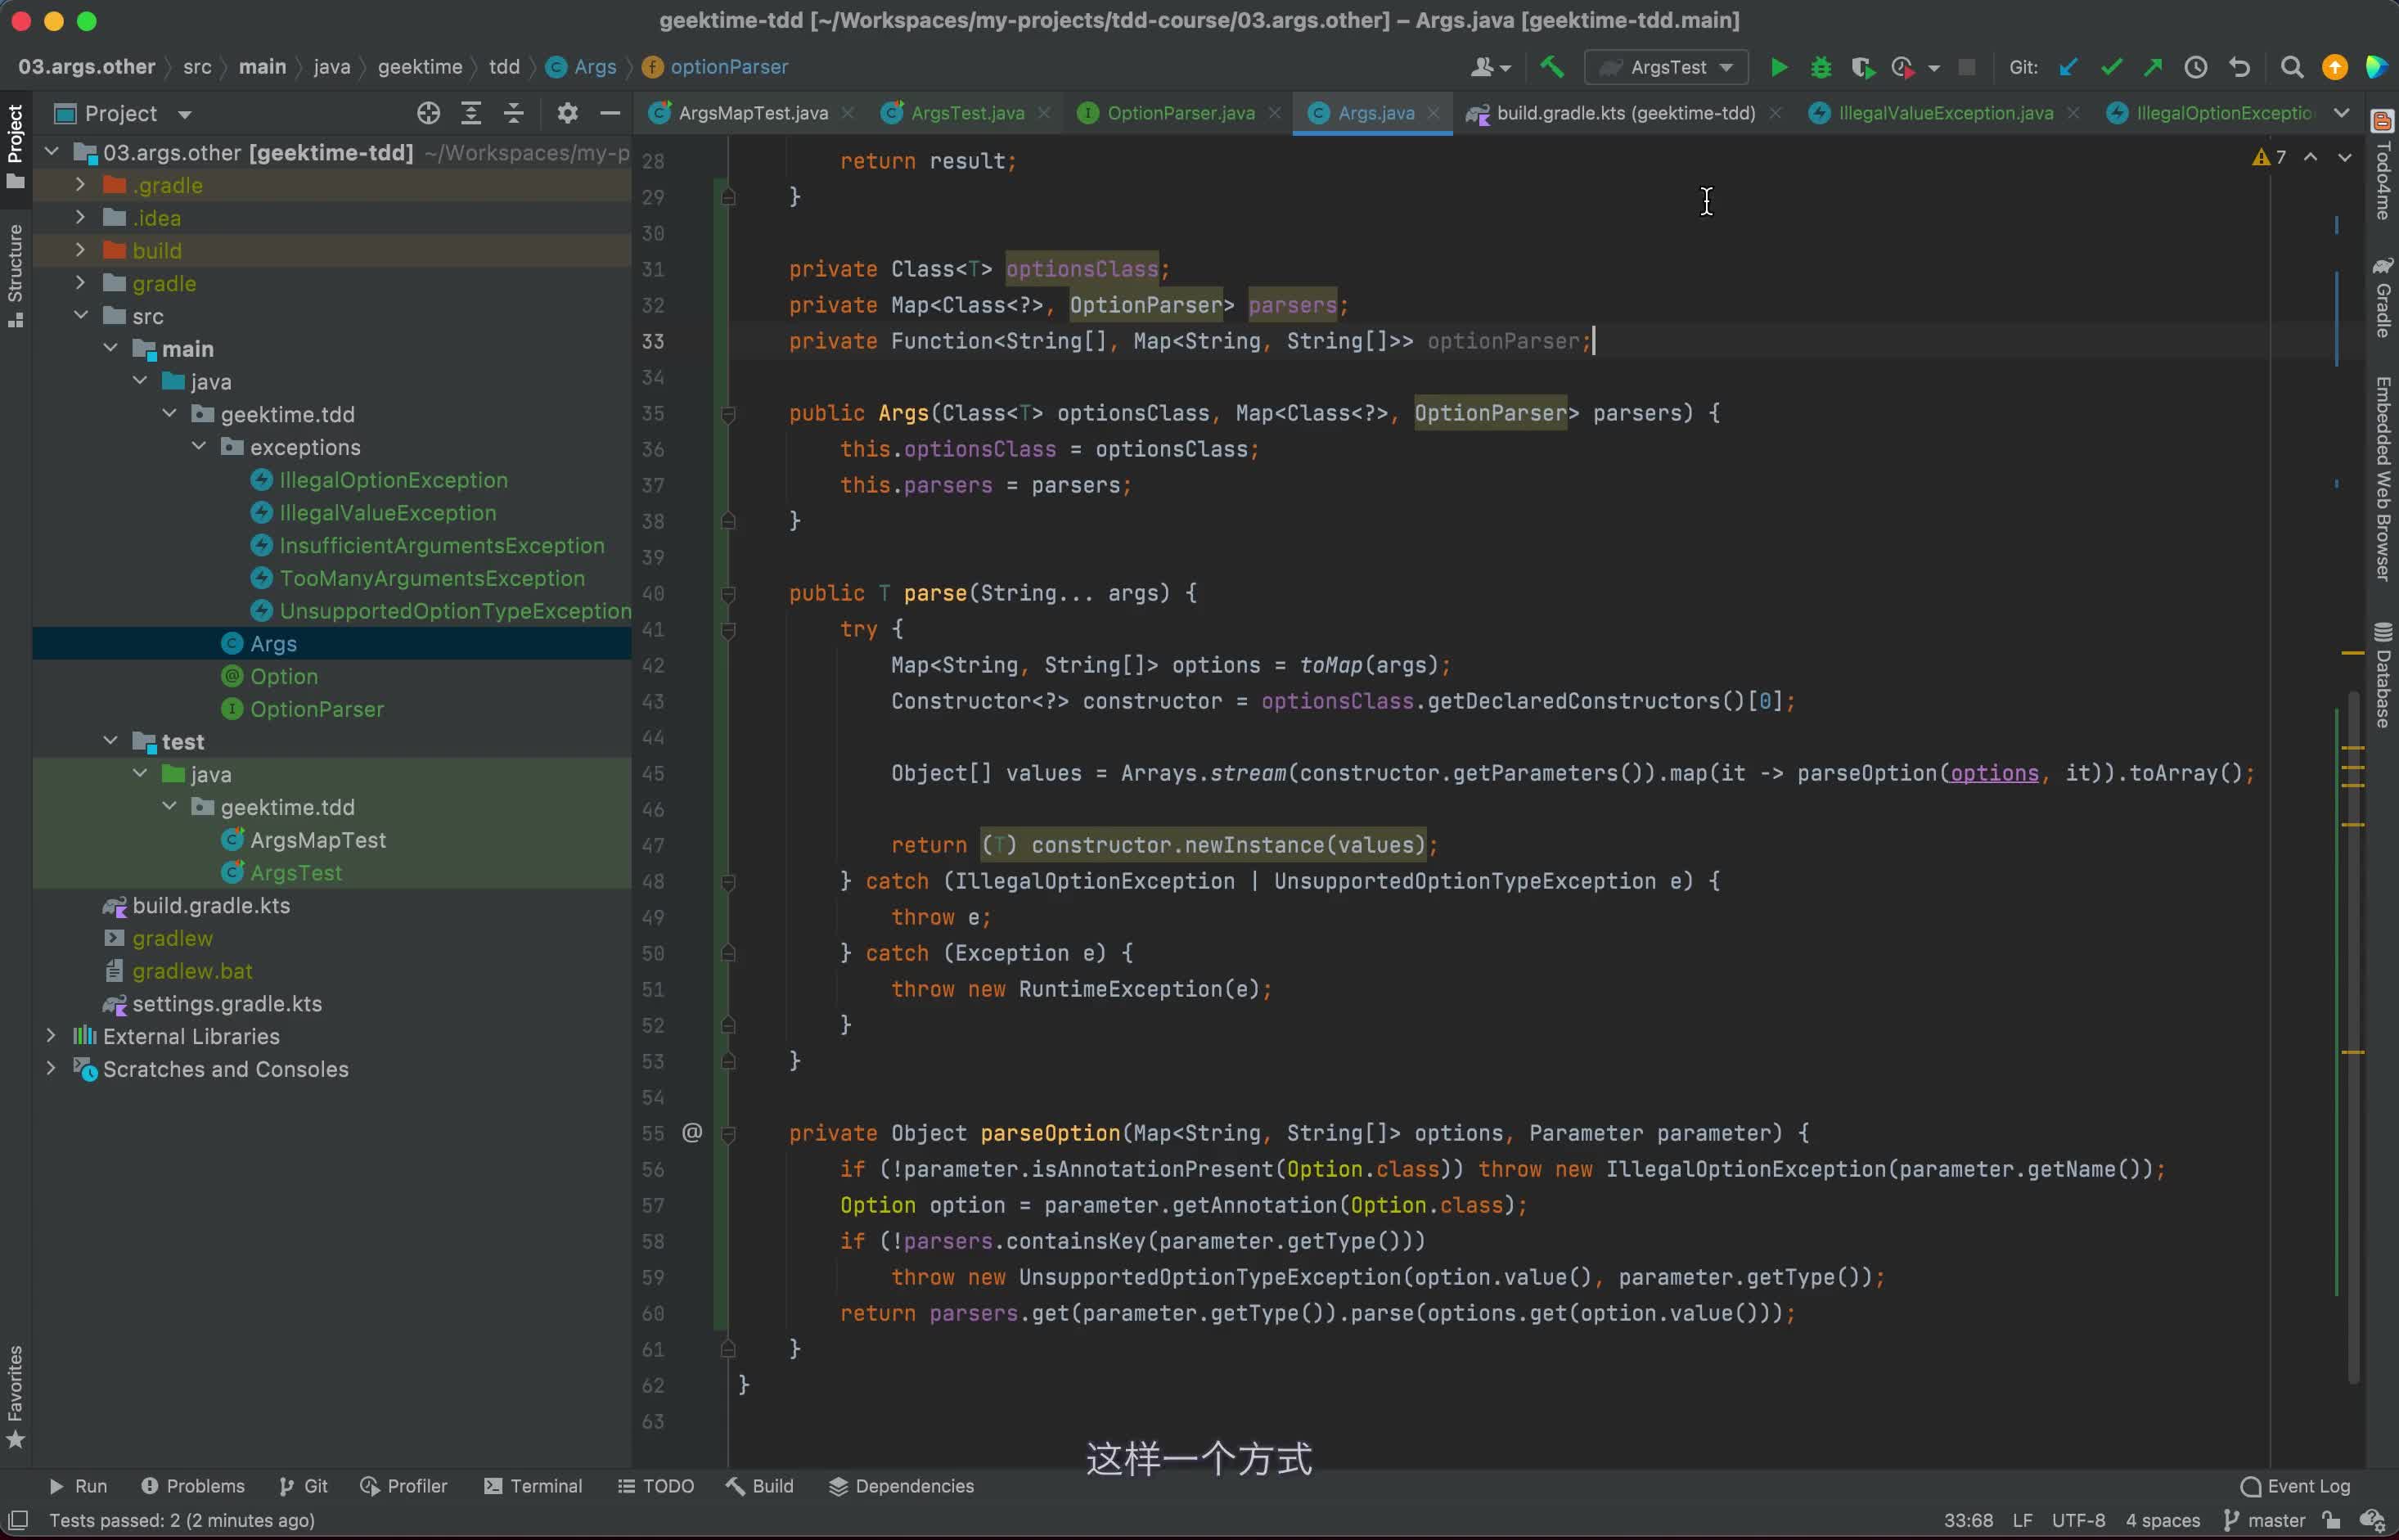 geektime-tdd [~/Workspaces/my-projects/tdd-course/03.args.other] – Args.java [geektime-tdd.main]
03.args.other src main java geektime tdd Args optionParser
ArgsTest
Git:
Project
ArgsMapTest.java
ArgsTest.java
OptionParser.java
Args.java
build.gradle.kts (geektime-tdd)
IllegalValueException.java
IllegalOptionExceptio
Project
Structure
Favorites
03.args.other [geektime-tdd] ~/Workspaces/my-p
.gradle
.idea
build
gradle
src
main
java
geektime.tdd
exceptions
IllegalOptionException
IllegalValueException
InsufficientArgumentsException
TooManyArgumentsException
UnsupportedOptionTypeException
Args
Option
OptionParser
test
java
geektime.tdd
ArgsMapTest
ArgsTest
build.gradle.kts
gradlew
gradlew.bat
settings.gradle.kts
External Libraries
Scratches and Consoles
7
28 return result;
29 }
30
31 private Class<T> optionsClass;
32 private Map<Class<?>, OptionParser> parsers;
33 private Function<String[], Map<String, String[]>> optionParser;
34
35 public Args(Class<T> optionsClass, Map<Class<?>, OptionParser> parsers) {
36 this.optionsClass = optionsClass;
37 this.parsers = parsers;
38 }
39
40 public T parse(String... args) {
41 try {
42 Map<String, String[]> options = toMap(args);
43 Constructor<?> constructor = optionsClass.getDeclaredConstructors()[0];
44
45 Object[] values = Arrays.stream(constructor.getParameters()).map(it -> parseOption(options, it)).toArray();
46
47 return (T) constructor.newInstance(values);
48 } catch (IllegalOptionException | UnsupportedOptionTypeException e) {
49 throw e;
50 } catch (Exception e) {
51 throw new RuntimeException(e);
52 }
53 }
54
55 @ private Object parseOption(Map<String, String[]> options, Parameter parameter) {
56 if (!parameter.isAnnotationPresent(Option.class)) throw new IllegalOptionException(parameter.getName());
57 Option option = parameter.getAnnotation(Option.class);
58 if (!parsers.containsKey(parameter.getType()))
59 throw new UnsupportedOptionTypeException(option.value(), parameter.getType());
60 return parsers.get(parameter.getType()).parse(options.get(option.value()));
61 }
62 }
63
Todo4me
Gradle
Embedded Web Browser
Database
这样一个方式
Run Problems Git Profiler Terminal TODO Build Dependencies Event Log
Tests passed: 2 (2 minutes ago) 33:68 LF UTF-8 4 spaces master